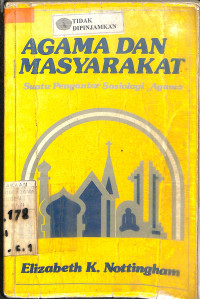 TIDAK
DIPINJAMKAN
AGAMA DAN
MASYARAKAT
Suatu Pengantar Sosiologi Agama
178
c.1
Elizabeth K. Nottingham